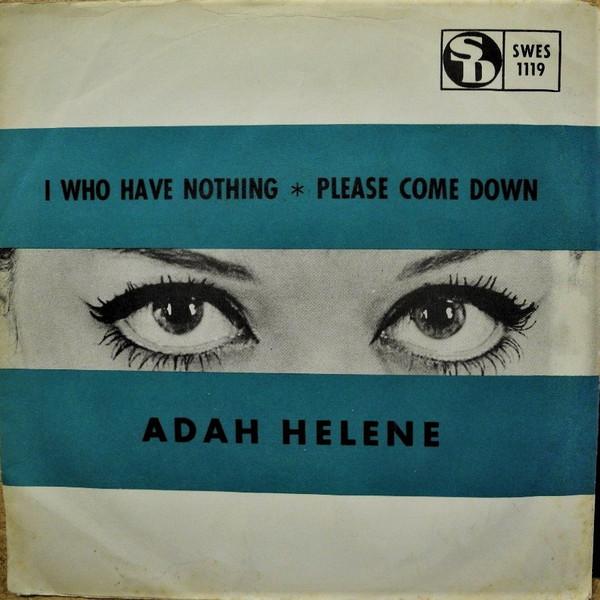 SD
SWES
1119
I WHO HAVE NOTHING * PLEASE COME DOWN
ADAH HELENE